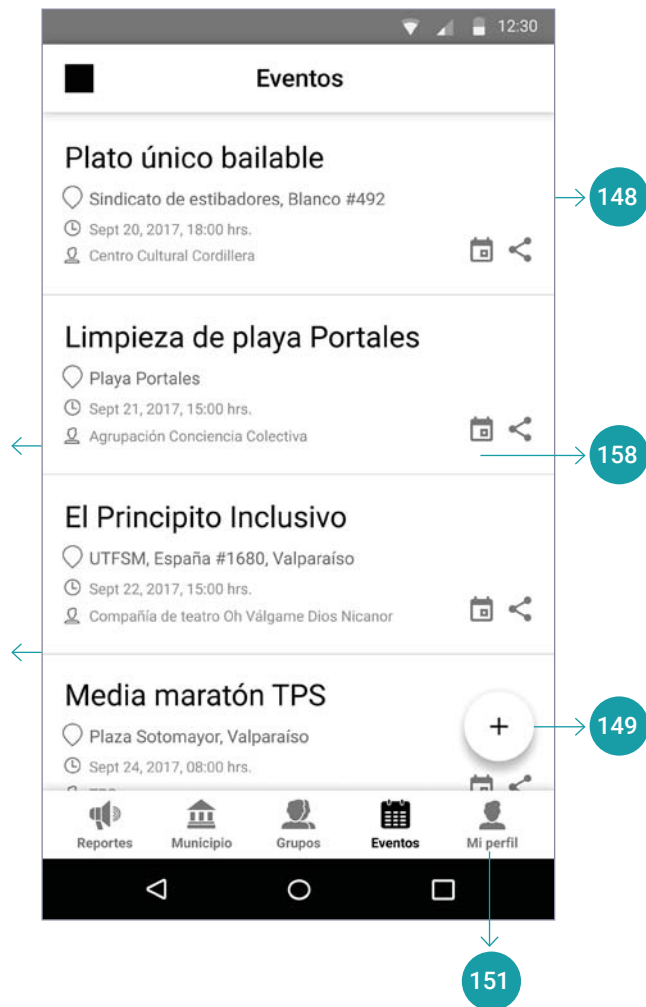 12:30
Eventos
Plato único bailable
Sindicato de estibadores, Blanco #492
Sept 20, 2017, 18:00 hrs.
Centro Cultural Cordillera
148
Limpieza de playa Portales
Playa Portales
Sept 21, 2017, 15:00 hrs.
Agrupación Conciencia Colectiva
158
El Principito Inclusivo
UTFSM, España #1680, Valparaíso
Sept 22, 2017, 15:00 hrs.
Compañía de teatro Oh Válgame Dios Nicanor
Media maratón TPS
Plaza Sotomayor, Valparaíso
Sept 24, 2017, 08:00 hrs.
+
149
Reportes Municipio Grupos Eventos Mi perfil
151